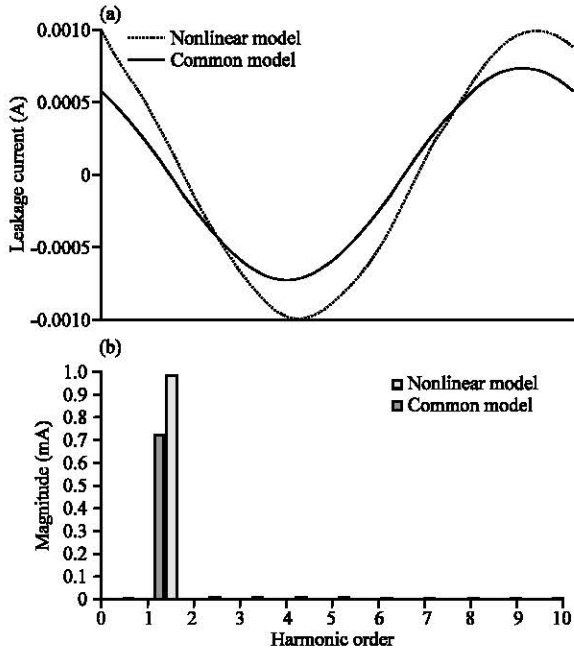 (a)
0.0010
0.0005
0
-0.0005
-0.0010
Leakage current (A)
Nonlinear model
Common model
(b)
1.0
0.9
0.8
0.7
0.6
0.5
0.4
0.3
0.2
0.1
0
Magnitude (mA)
Nonlinear model
Common model
0 1 2 3 4 5 6 7 8 9 10
Harmonic order